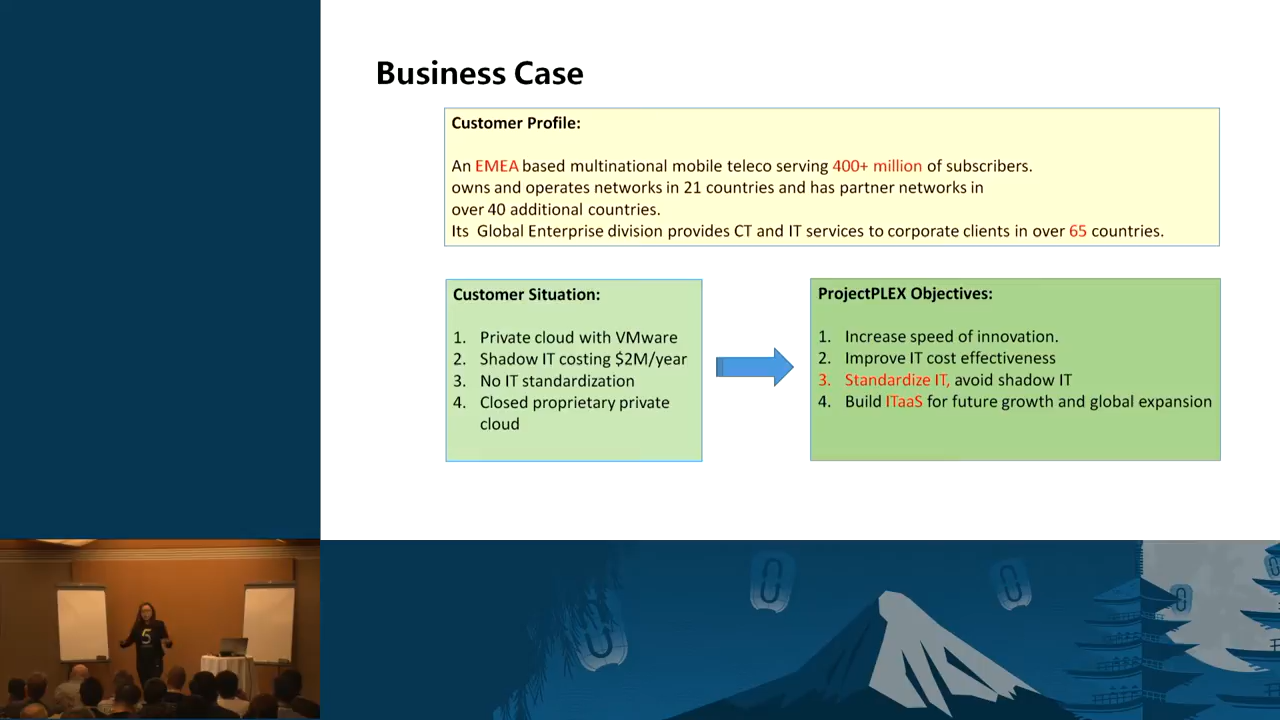 Business Case
Customer Profile:
An EMEA based multinational mobile teleco serving 400+ million of subscribers.
owns and operates networks in 21 countries and has partner networks in
over 40 additional countries.
Its Global Enterprise division provides CT and IT services to corporate clients in over 65 countries.
Customer Situation:
1. Private cloud with VMware
2. Shadow IT costing $2M/year
3. No IT standardization
4. Closed proprietary private
cloud
ProjectPLEX Objectives:
1. Increase speed of innovation.
2. Improve IT cost effectiveness
3. Standardize IT, avoid shadow IT
4. Build ITaaS for future growth and global expansion
5